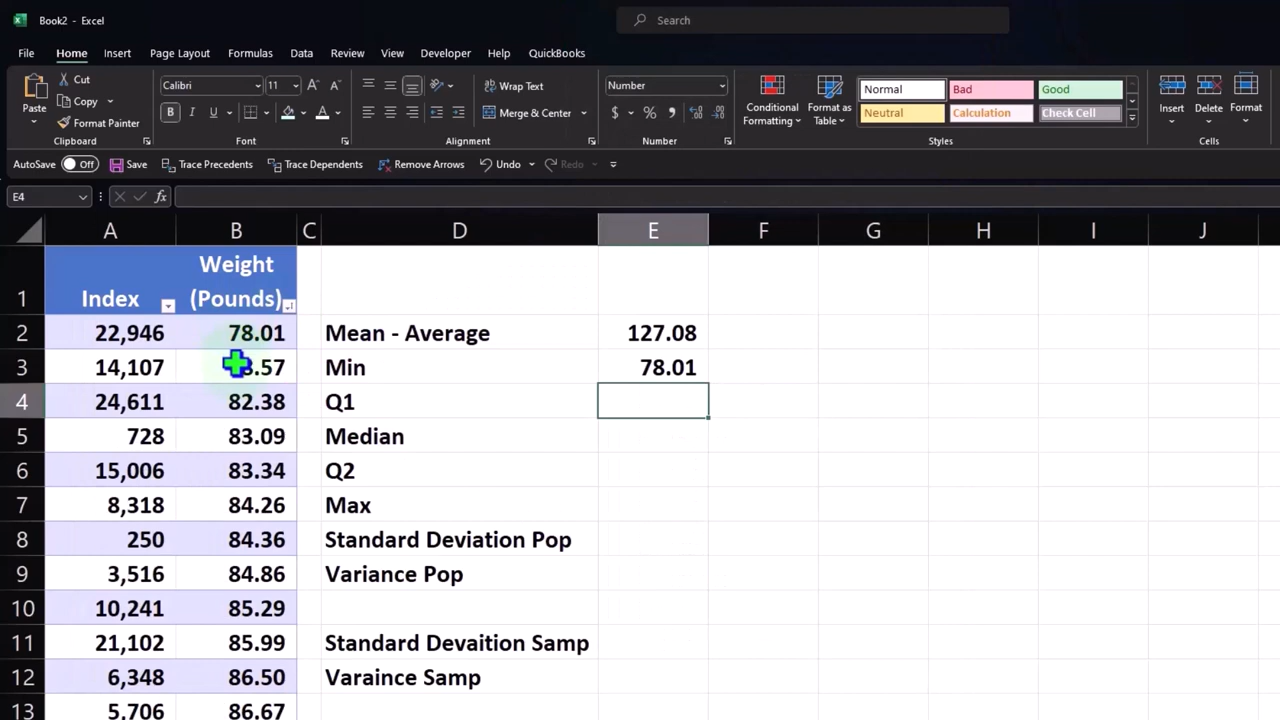 Book2 - Excel
Search
File Home Insert Page Layout Formulas Data Review View Developer Help QuickBooks
Paste
Cut
Copy
Format Painter
Clipboard
Calibri 11
B I U
Font
Wrap Text
Merge & Center
Alignment
Number
$ %
Number
Conditional Formatting
Format as Table
Normal Bad Good
Neutral Calculation Check Cell
Styles
Insert Delete Format
Cells
AutoSave Off Save Trace Precedents Trace Dependents Remove Arrows Undo Redo
E4 fx
A B C D E F G H I J
1 Index Weight (Pounds)
2 22,946 78.01 Mean - Average 127.08
3 14,107 .57 Min 78.01
4 24,611 82.38 Q1
5 728 83.09 Median
6 15,006 83.34 Q2
7 8,318 84.26 Max
8 250 84.36 Standard Deviation Pop
9 3,516 84.86 Variance Pop
10 10,241 85.29
11 21,102 85.99 Standard Devaition Samp
12 6,348 86.50 Varaince Samp
13 5,706 86.67